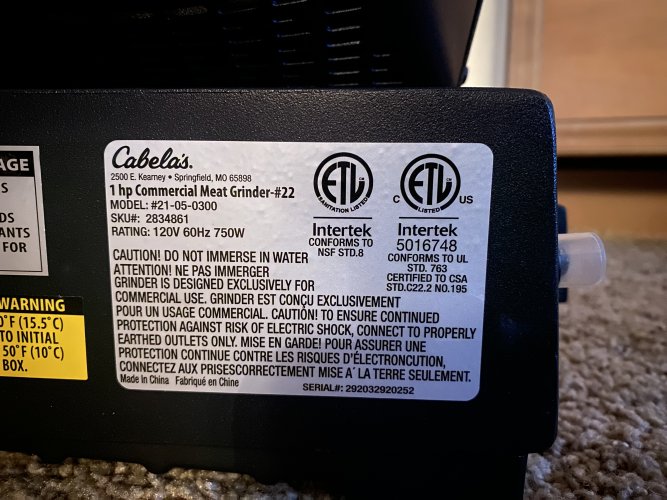 AGE
S
DS
ANTS
FOR
WARNING
0°F (15.5°C)
TO INITIAL
50°F (10°C)
BOX.
Cabela's.
2500 E. Kearney • Springfield, MO 65898
1 hp Commercial Meat Grinder-#22
MODEL: #21-05-0300
SKU#: 2834861
RATING: 120V 60Hz 750W
ETL
SANITATION LISTED
Intertek
CONFORMS TO
NSF STD.8
C ETL US
LISTED
Intertek
5016748
CONFORMS TO UL
STD. 763
CERTIFIED TO CSA
STD.C22.2 NO.195
CAUTION! DO NOT IMMERSE IN WATER
ATTENTION! NE PAS IMMERGER
GRINDER IS DESIGNED EXCLUSIVELY FOR
COMMERCIAL USE. GRINDER EST CONÇU EXCLUSIVEMENT
POUR UN USAGE COMMERCIAL. CAUTION! TO ENSURE CONTINUED
PROTECTION AGAINST RISK OF ELECTRIC SHOCK, CONNECT TO PROPERLY
EARTHED OUTLETS ONLY. MISE EN GARDE! POUR ASSURER UNE
PROTECTION CONTINUE CONTRE LES RISQUES D'ÉLECTRONCUTION,
CONNECTEZ AUX PRISESCORRECTEMENT MISE A´ LA TERRE SEULEMENT.
Made in China Fabriqué en Chine
SERIAL#: 292032920252